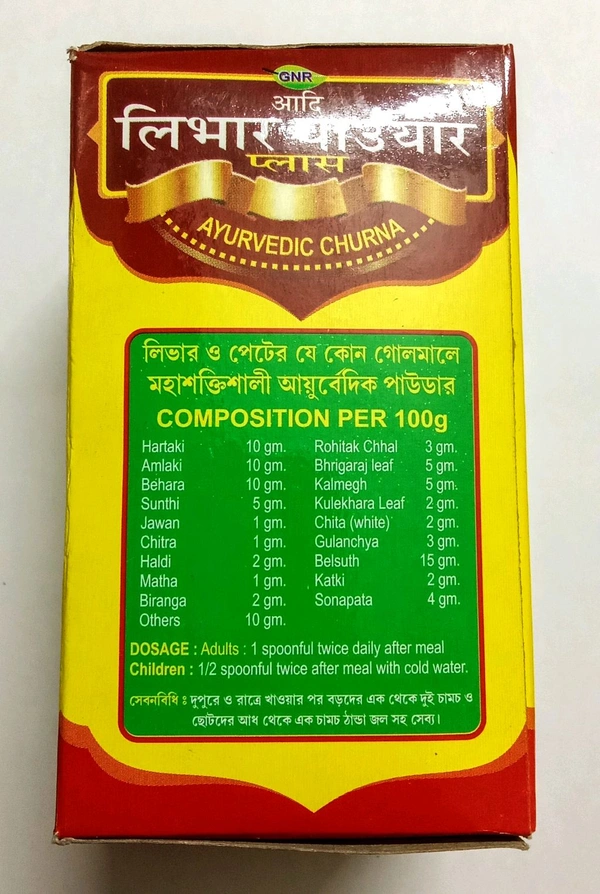 GNR
आदि
লিভার পাউয়ার
প্লাস
AYURVEDIC CHURNA
লিভার ও পেটের যে কোন গোলমালে
মহাশক্তিশালী আয়ুর্বেদিক পাউডার
COMPOSITION PER 100g
Hartaki 10 gm. Rohitak Chhal 3 gm.
Amlaki 10 gm. Bhrigaraj leaf 5 gm.
Behara 10 gm. Kalmegh 5 gm.
Sunthi 5 gm. Kulekhara Leaf 2 gm.
Jawan 1 gm. Chita (white) 2 gm.
Chitra 1 gm. Gulanchya 3 gm.
Haldi 2 gm. Belsuth 15 gm.
Matha 1 gm. Katki 2 gm.
Biranga 2 gm. Sonapata 4 gm.
Others 10 gm.
DOSAGE : Adults : 1 spoonful twice daily after meal
Children : 1/2 spoonful twice after meal with cold water.
সেবনবিধি ঃ দুপুরে ও রাত্রে খাওয়ার পর বড়দের এক থেকে দুই চামচ ও
ছোটদের আধ থেকে এক চামচ ঠান্ডা জল সহ সেব্য।